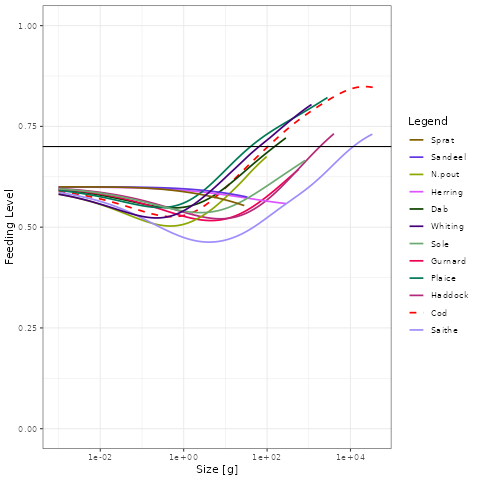 1.00
0.75
0.50
0.25
0.00
Feeding Level
1e-02 1e+00 1e+02 1e+04
Size [g]
Legend
Sprat
Sandeel
N.pout
Herring
Dab
Whiting
Sole
Gurnard
Plaice
Haddock
Cod
Saithe